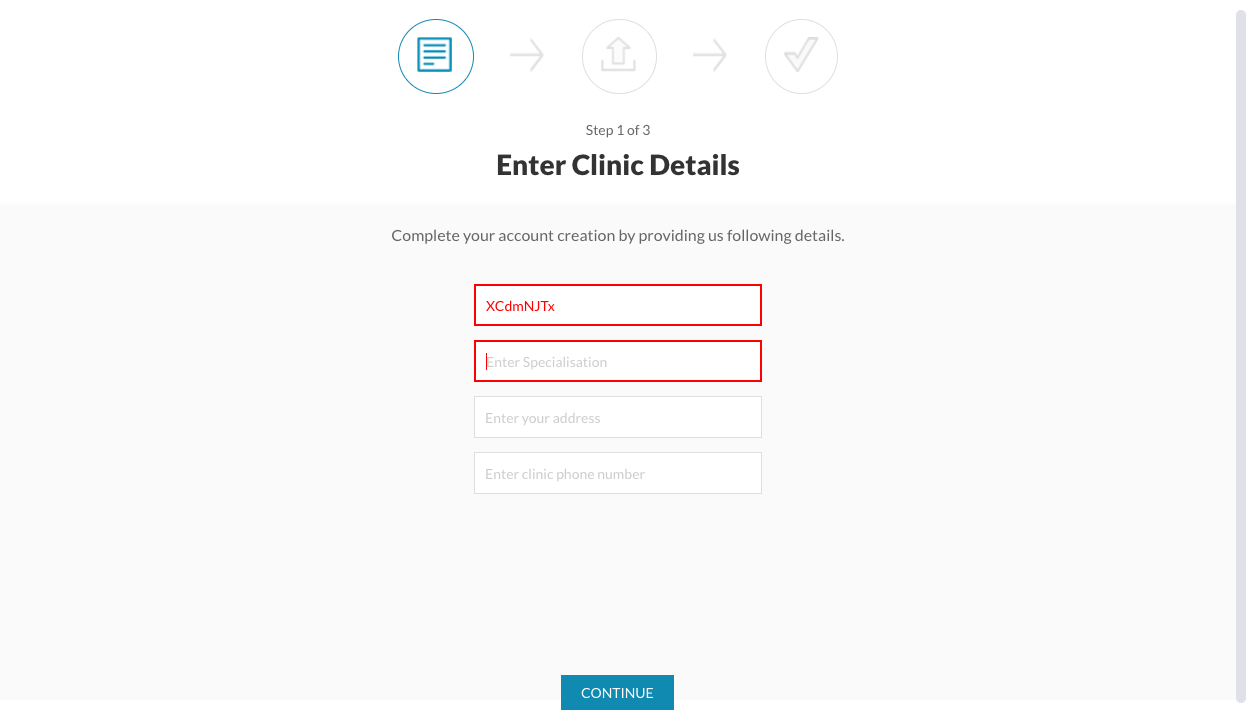 Step 1 of 3
Enter Clinic Details
Complete your account creation by providing us following details.
XCdmNJTx
Enter Specialisation
Enter your address
Enter clinic phone number
CONTINUE